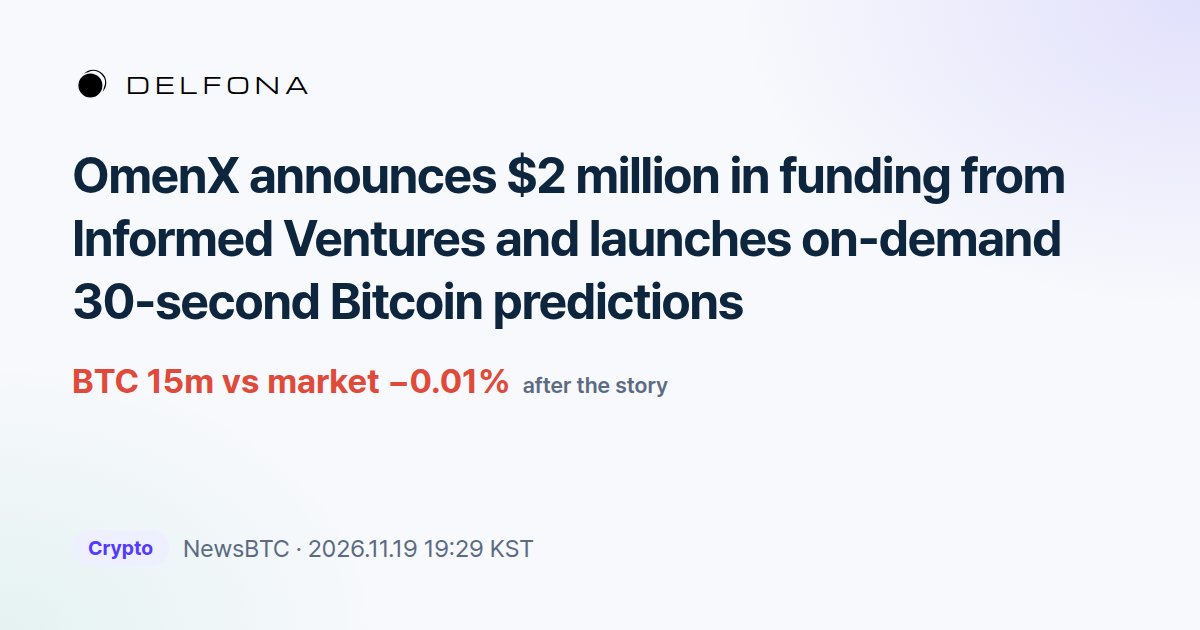 DELFONA
OmenX announces $2 million in funding from
Informed Ventures and launches on-demand
30-second Bitcoin predictions
BTC 15m vs market −0.01% after the story
Crypto NewsBTC · 2026.11.19 19:29 KST